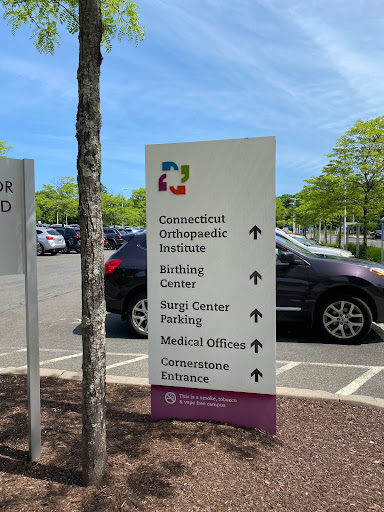 OR
D
Connecticut
Orthopaedic
Institute
Birthing
Center
Surgi Center
Parking
Medical Offices
Cornerstone
Entrance
This is a smoke, tobacco
& vape free campus.